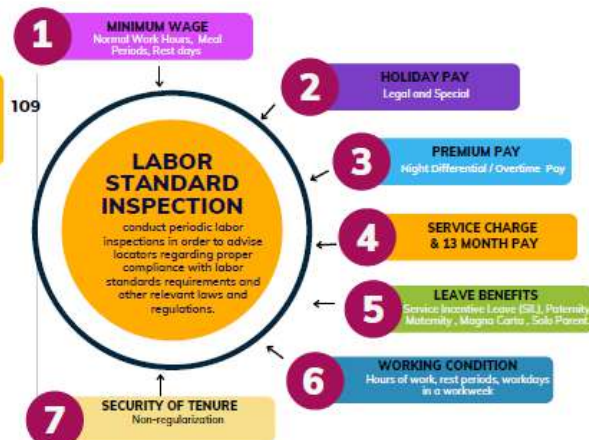 1
MINIMUM WAGE
Normal Work Hours, Meal
Periods, Rest days
2
HOLIDAY PAY
Legal and Special
109
3
PREMIUM PAY
Night Differential / Overtime Pay
LABOR
STANDARD
INSPECTION
conduct periodic labor
inspections in order to advise
locators regarding proper
compliance with labor
standards requirements and
other relevant laws and
regulations.
4
SERVICE CHARGE
& 13 MONTH PAY
5
LEAVE BENEFITS
Service Incentive Leave (SIL), Paternity
Maternity , Magna Carta , Solo Parent
6
WORKING CONDITION
Hours of work, rest periods, workdays
in a workweek
7
SECURITY OF TENURE
Non-regularization